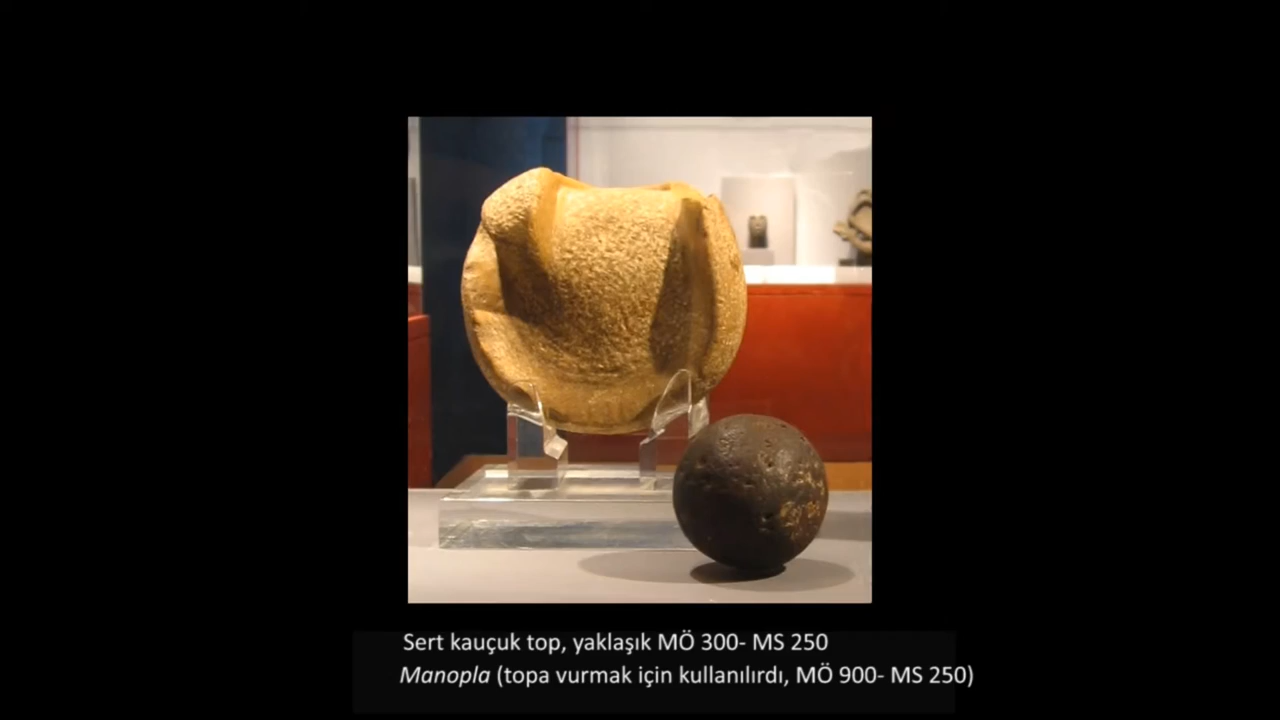 Sert kauçuk top, yaklaşık MÖ 300- MS 250
Manopla (topa vurmak için kullanılırdı, MÖ 900- MS 250)